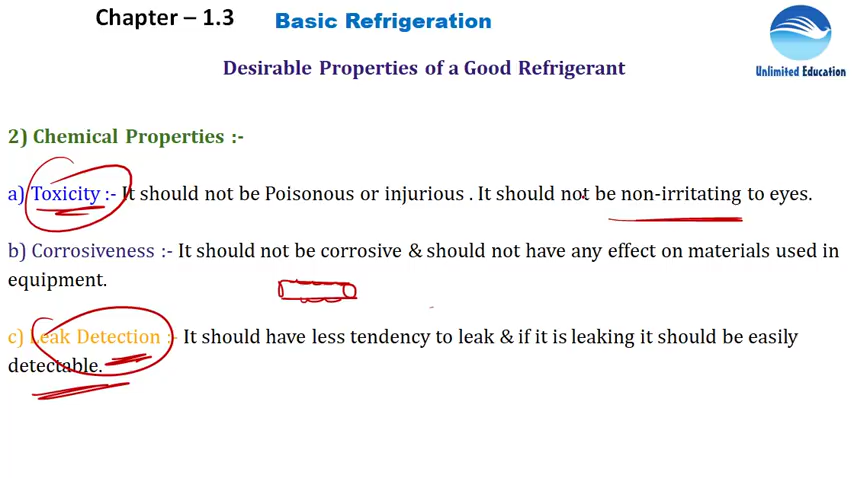 Chapter – 1.3
Basic Refrigeration
Unlimited Education
Desirable Properties of a Good Refrigerant
2) Chemical Properties :-
a) Toxicity :- It should not be Poisonous or injurious . It should not be non-irritating to eyes.
b) Corrosiveness :- It should not be corrosive & should not have any effect on materials used in
equipment.
c) Leak Detection :- It should have less tendency to leak & if it is leaking it should be easily
detectable.